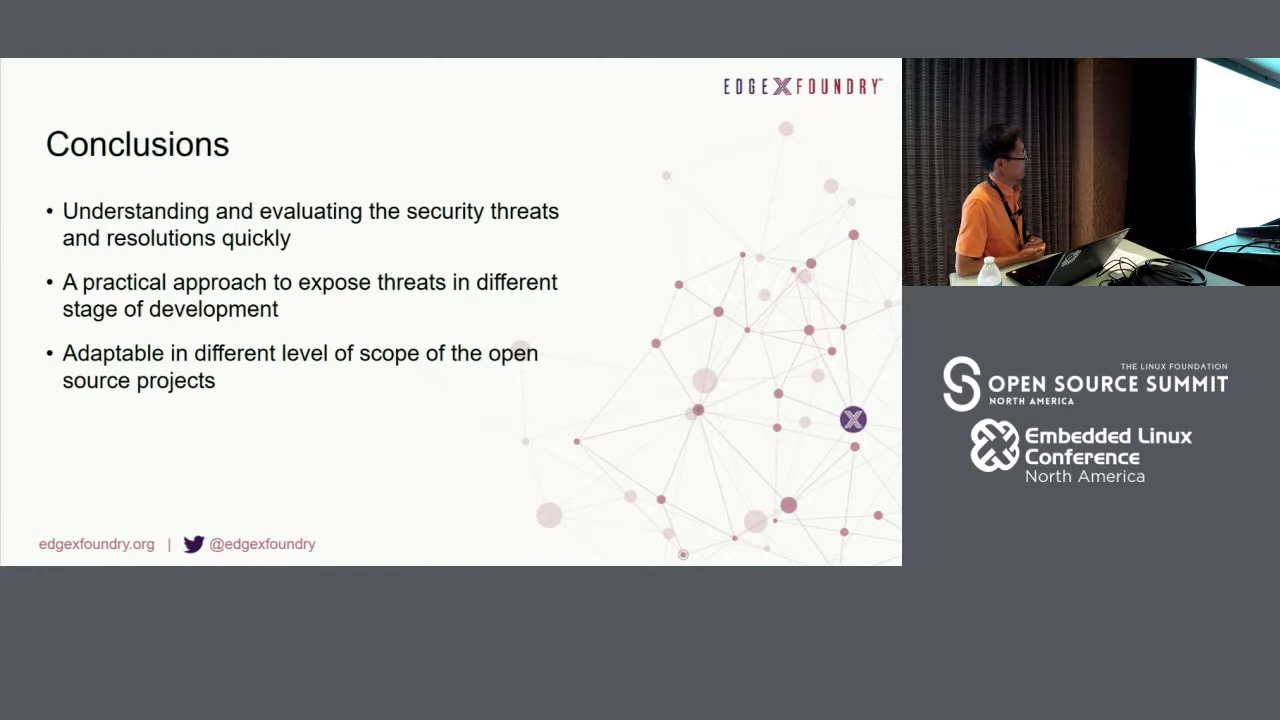 EDGE X FOUNDRY™
Conclusions
• Understanding and evaluating the security threats
and resolutions quickly
• A practical approach to expose threats in different
stage of development
• Adaptable in different level of scope of the open
source projects
edgexfoundry.org | @edgexfoundry
THE LINUX FOUNDATION
OPEN SOURCE SUMMIT
NORTH AMERICA
Embedded Linux
Conference
North America